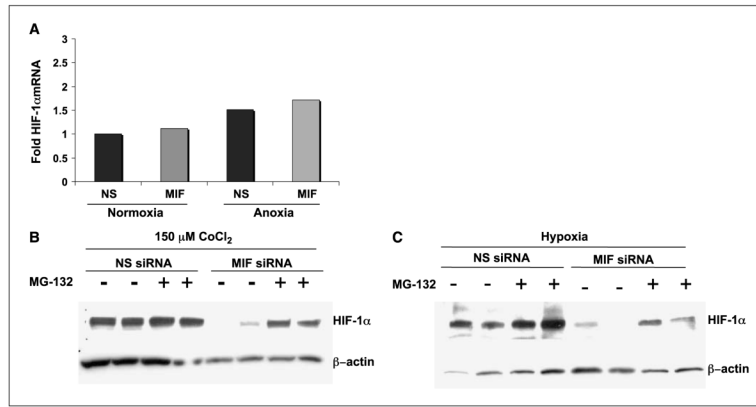 A
Fold HIF-1αmRNA
3
2.5
2
1.5
1
0.5
0
NS MIF NS MIF
Normoxia Anoxia
B
150 μM CoCl₂
NS siRNA MIF siRNA
MG-132 - - + + - - + +
HIF-1α
β-actin
C
Hypoxia
NS siRNA MIF siRNA
MG-132 - - + + - - + +
HIF-1α
β-actin